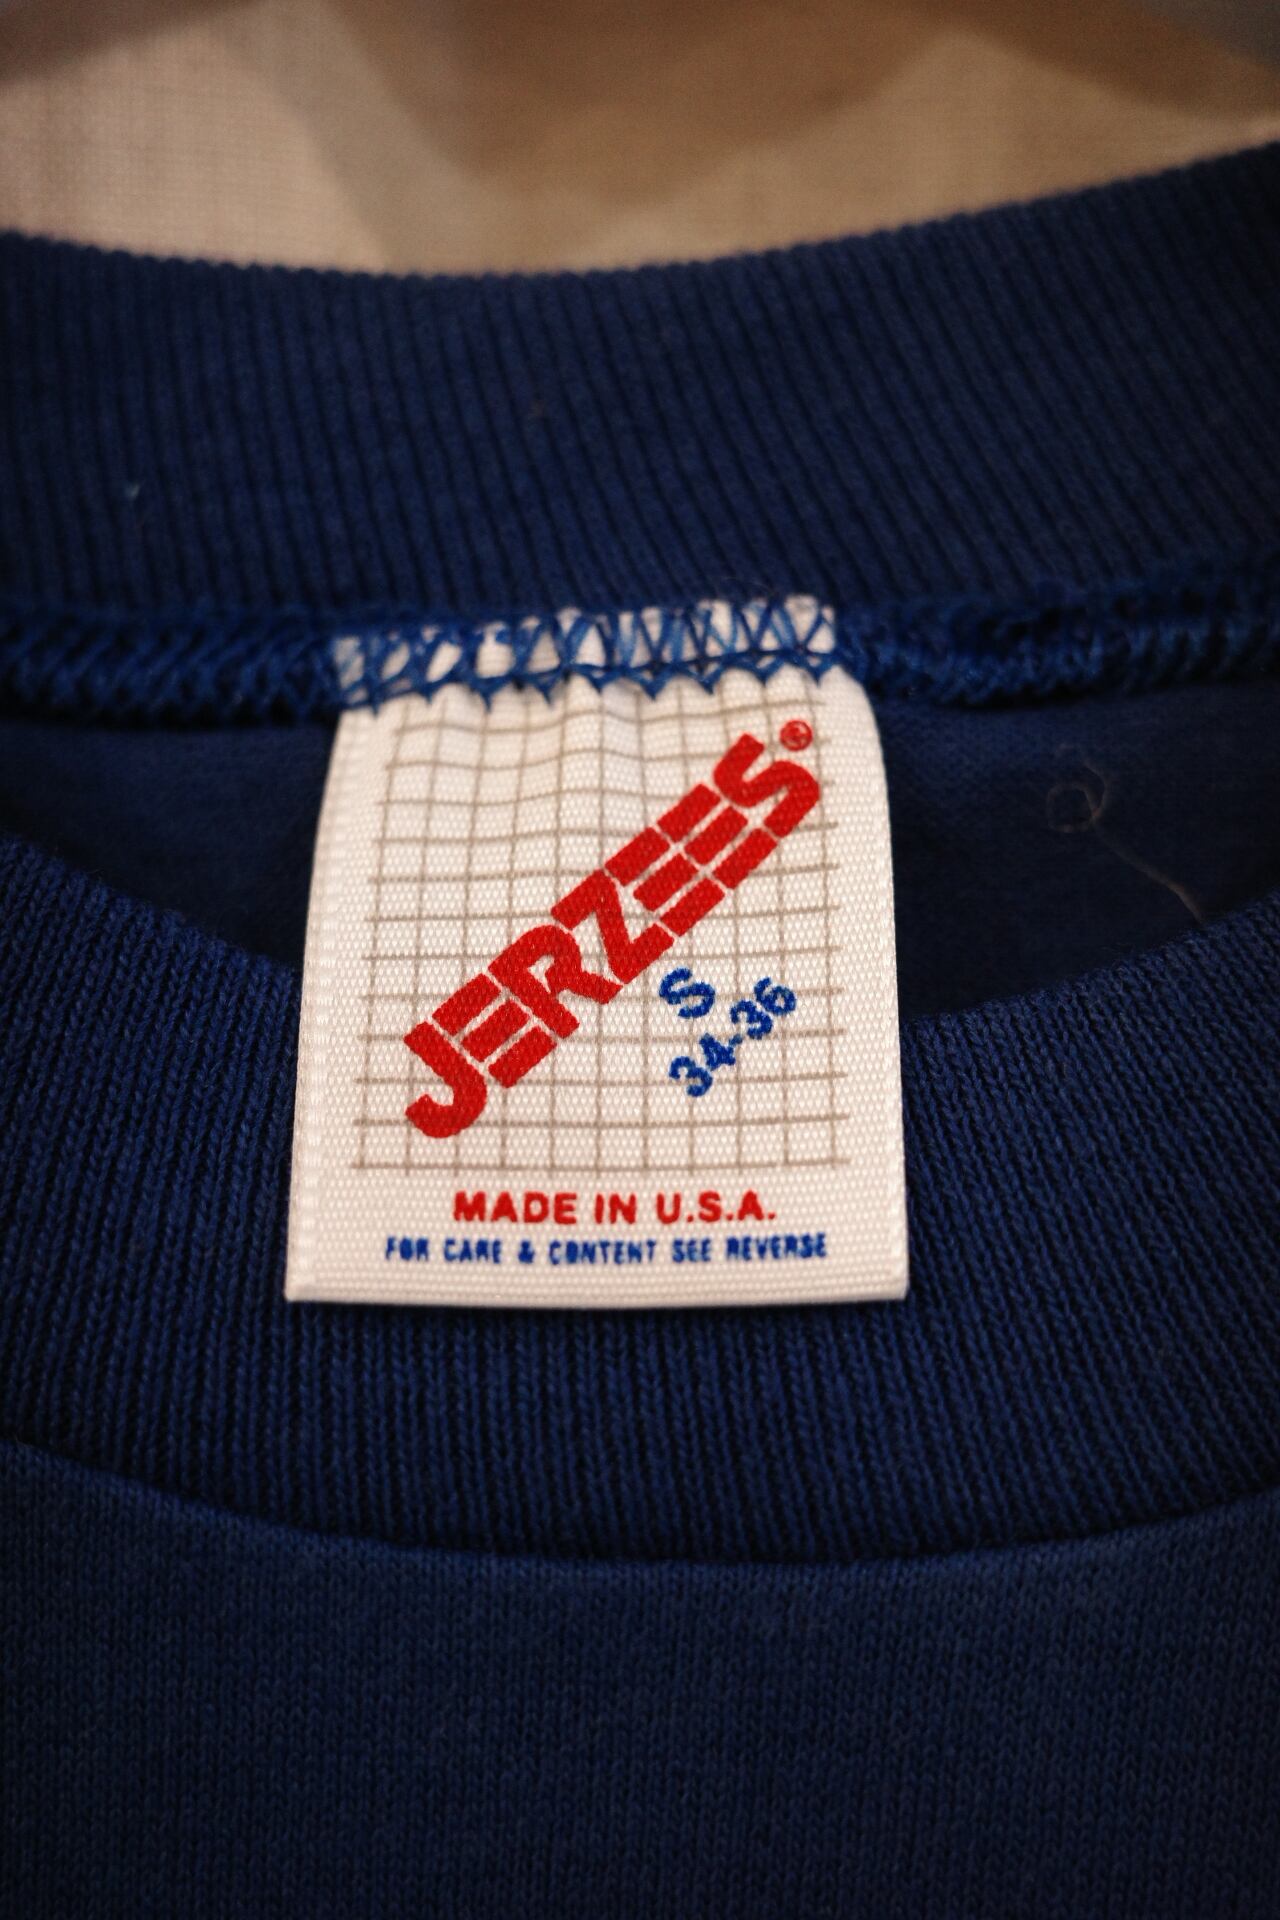 JERZEES®
S
34-36
MADE IN U.S.A.
FOR CARE & CONTENT SEE REVERSE